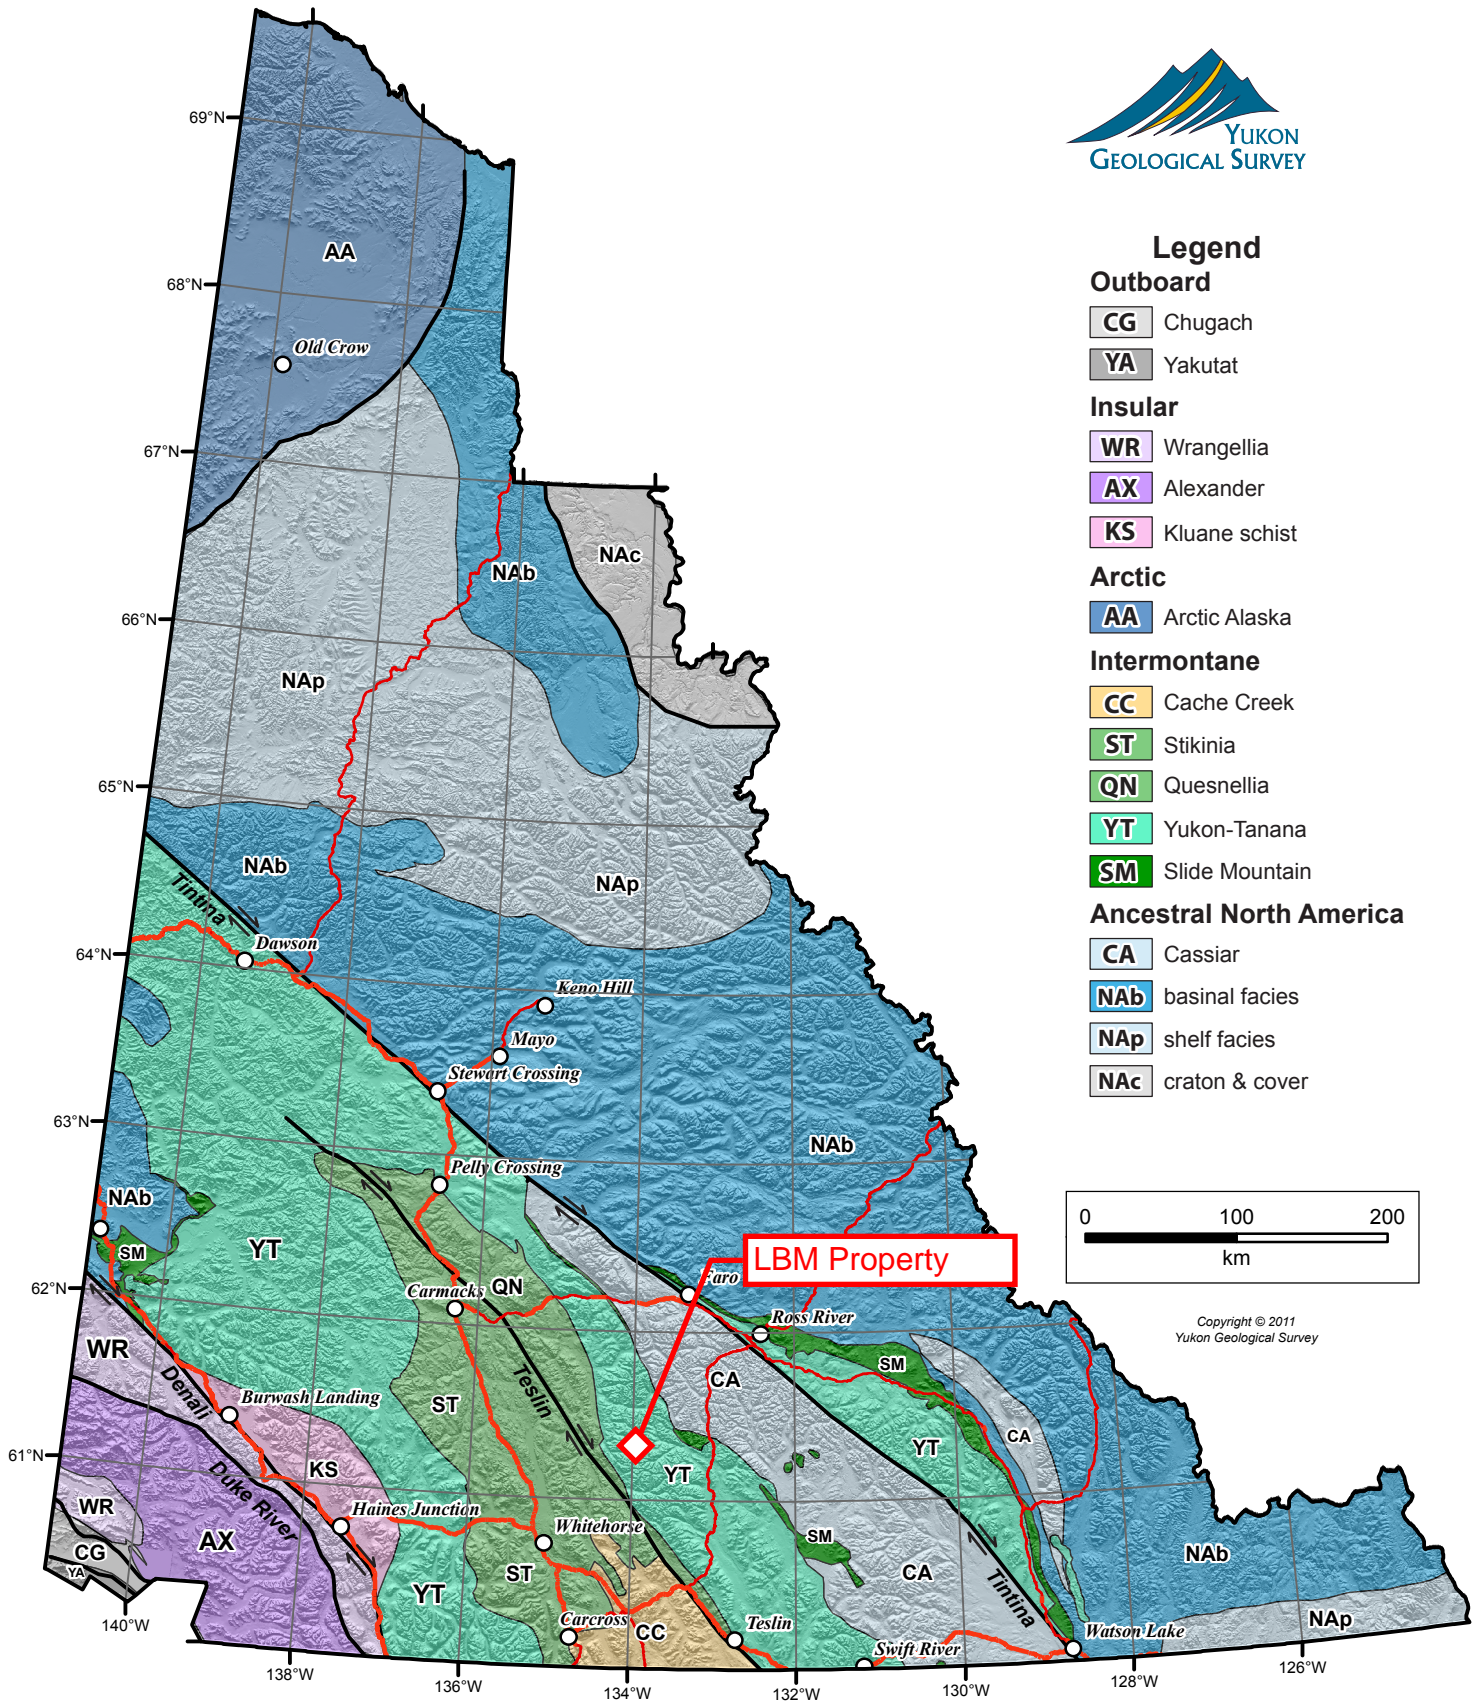 YUKON
GEOLOGICAL SURVEY
Legend
Outboard
CG Chugach
YA Yakutat
Insular
WR Wrangellia
AX Alexander
KS Kluane schist
Arctic
AA Arctic Alaska
Intermontane
CC Cache Creek
ST Stikinia
QN Quesnellia
YT Yukon-Tanana
SM Slide Mountain
Ancestral North America
CA Cassiar
NAb basinal facies
NAp shelf facies
NAc craton & cover
0 100 200
km
Copyright © 2011
Yukon Geological Survey
69°N
AA
68°N
Old Crow
67°N
NAc
NAb
66°N
NAp
65°N
NAb
NAp
Tintina
Dawson
64°N
Keno Hill
Mayo
Stewart Crossing
63°N
NAb
Pelly Crossing
NAb
YT
SM
LBM Property
62°N
QN
Carmacks
Faro
Ross River
WR
SM
CA
Denali
Burwash Landing
Teslin
ST
CA
61°N
KS
YT
YT
Duke River
WR
Haines Junction
Whitehorse
SM
AX
CG
YA
NAb
ST
CA
YT
Tintina
140°W
Carcross
CC
Teslin
Swift River
Watson Lake
NAp
138°W
136°W
134°W
132°W
130°W
128°W
126°W